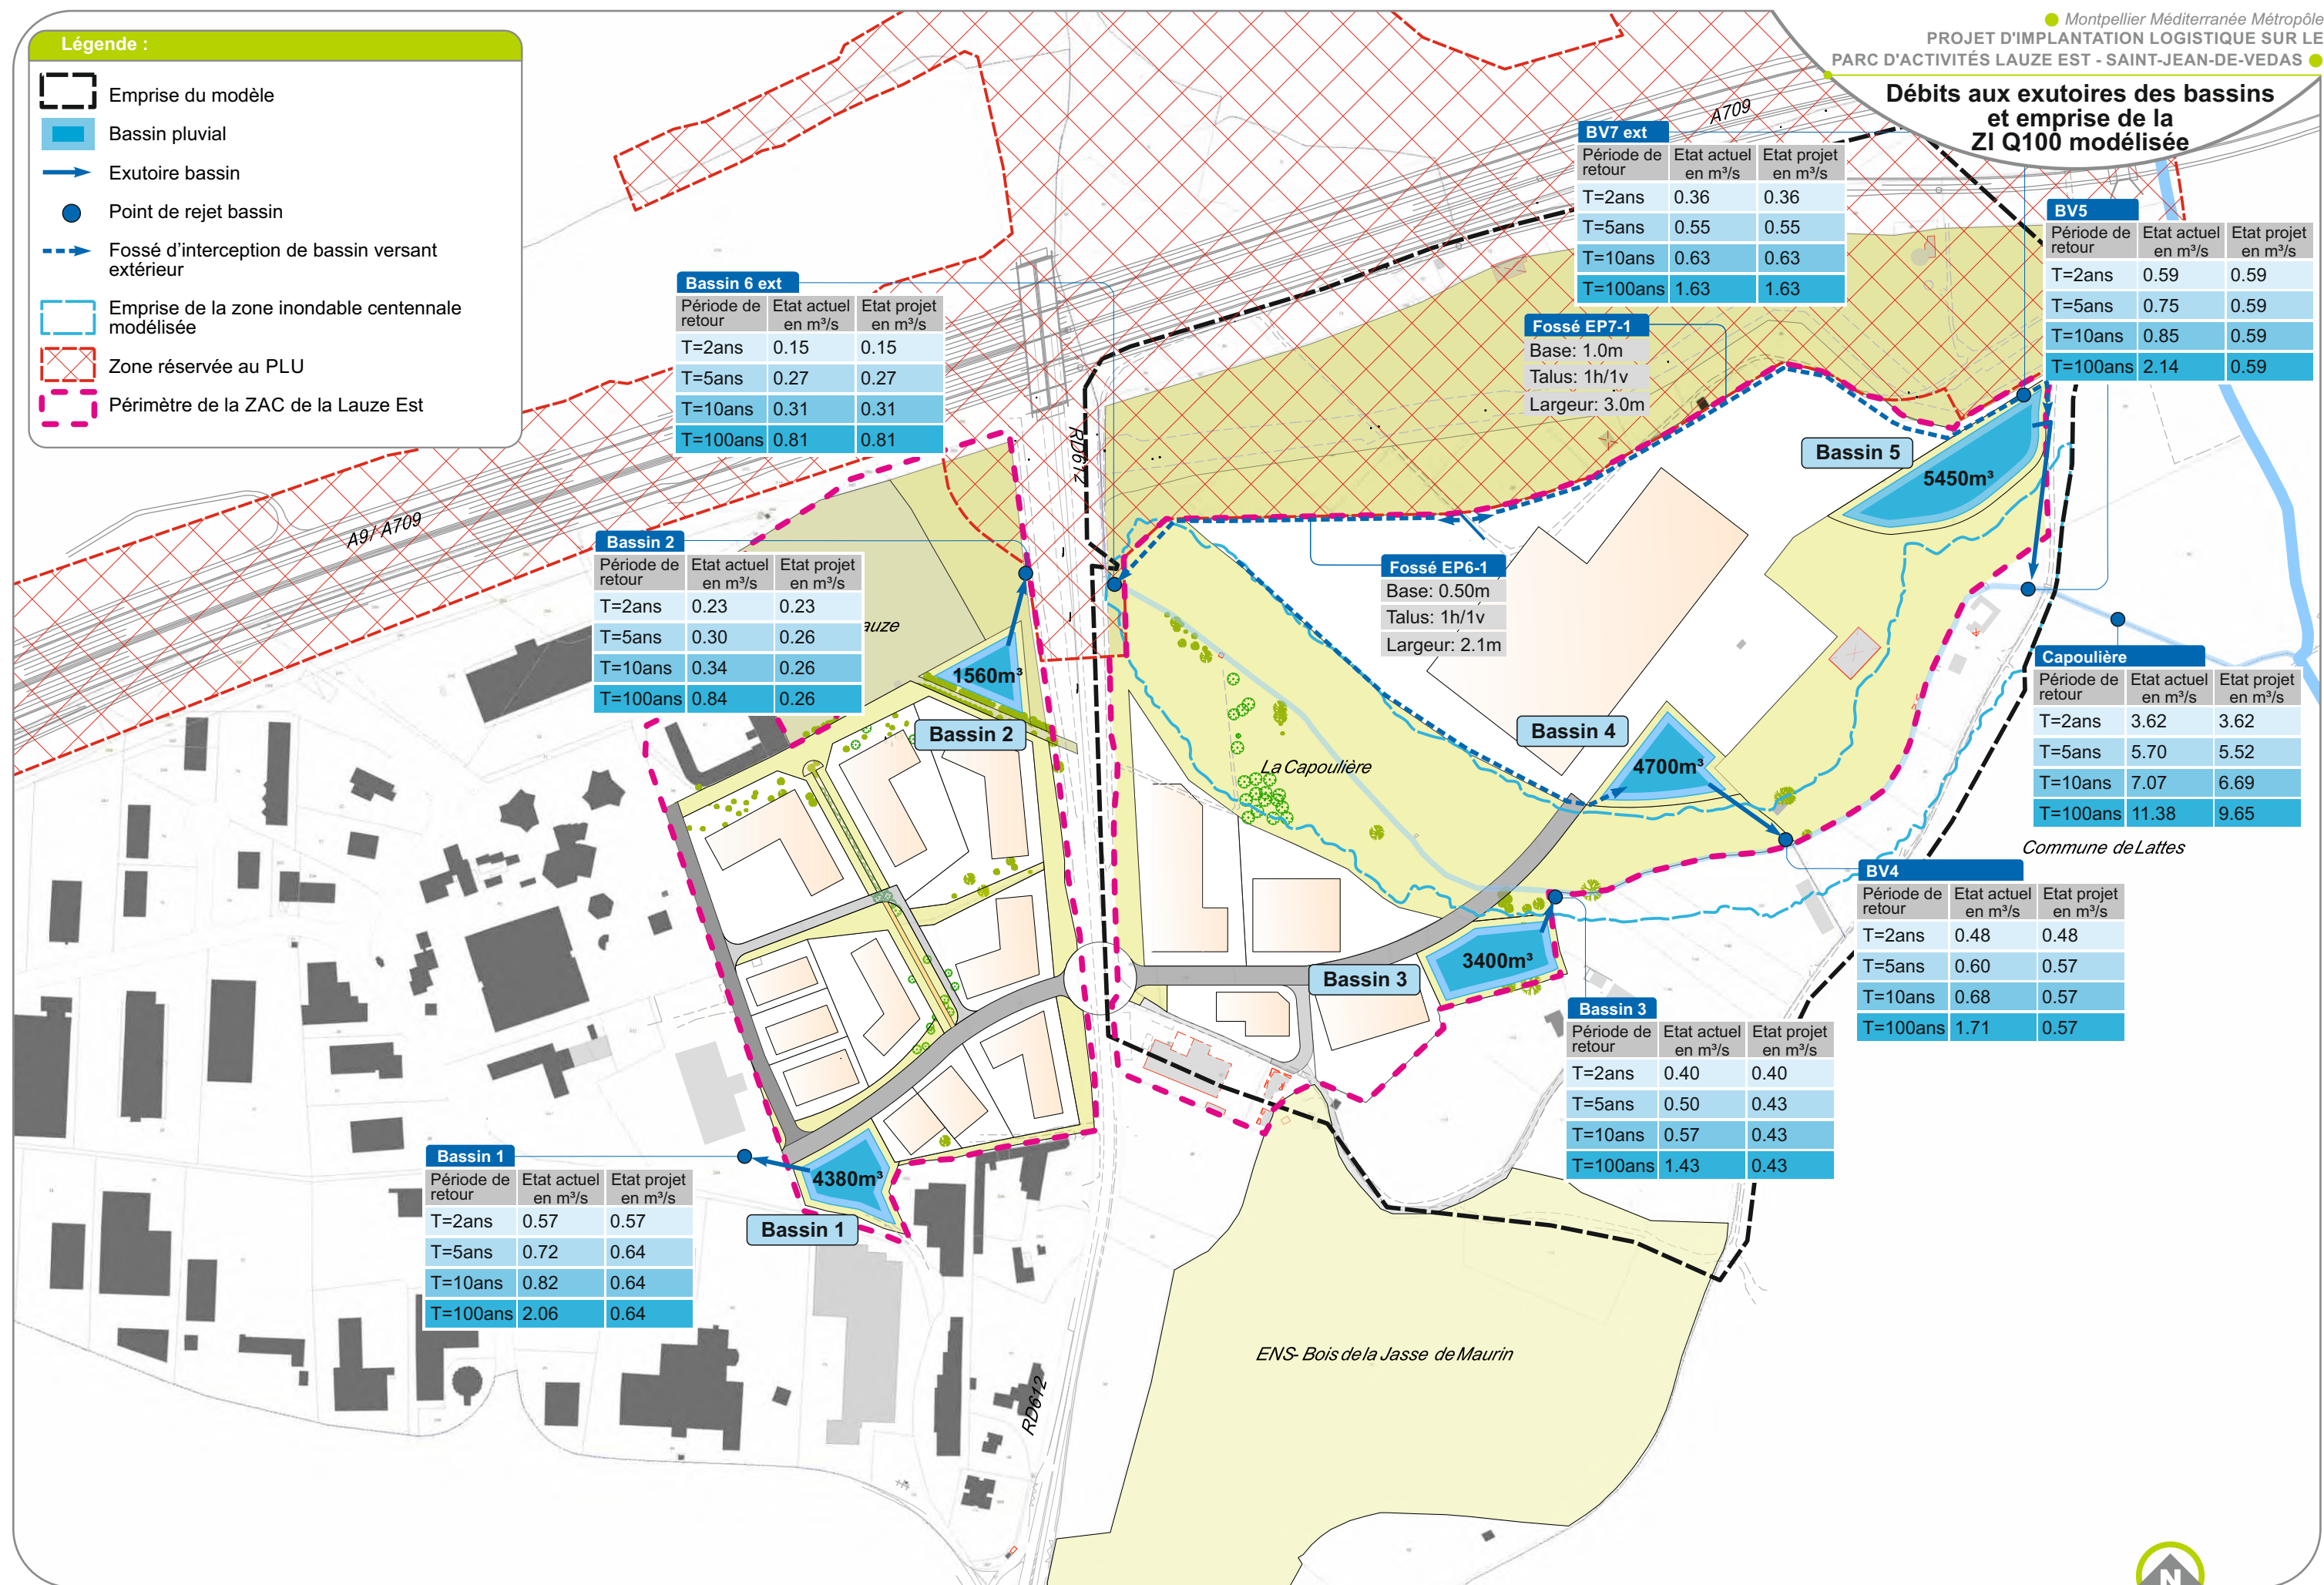 Montpellier Méditerranée Métropôle
PROJET D'IMPLANTATION LOGISTIQUE SUR LE
PARC D'ACTIVITÉS LAUZE EST - SAINT-JEAN-DE-VEDAS
Débits aux exutoires des bassins
et emprise de la
ZI Q100 modélisée
Légende :
Emprise du modèle
Bassin pluvial
Exutoire bassin
Point de rejet bassin
Fossé d'interception de bassin versant
extérieur
Emprise de la zone inondable centennale
modélisée
Zone réservée au PLU
Périmètre de la ZAC de la Lauze Est
A709
BV7 ext
Période de retour Etat actuel en m³/s Etat projet en m³/s
T=2ans 0.36 0.36
T=5ans 0.55 0.55
T=10ans 0.63 0.63
T=100ans 1.63 1.63
BV5
Période de retour Etat actuel en m³/s Etat projet en m³/s
T=2ans 0.59 0.59
T=5ans 0.75 0.59
T=10ans 0.85 0.59
T=100ans 2.14 0.59
Bassin 6 ext
Période de retour Etat actuel en m³/s Etat projet en m³/s
T=2ans 0.15 0.15
T=5ans 0.27 0.27
T=10ans 0.31 0.31
T=100ans 0.81 0.81
Fossé EP7-1
Base: 1.0m
Talus: 1h/1v
Largeur: 3.0m
RD612
Bassin 5
5450m³
A9/ A709
Bassin 2
Période de retour Etat actuel en m³/s Etat projet en m³/s
T=2ans 0.23 0.23
T=5ans 0.30 0.26
T=10ans 0.34 0.26
T=100ans 0.84 0.26
auze
Fossé EP6-1
Base: 0.50m
Talus: 1h/1v
Largeur: 2.1m
1560m³
Bassin 2
Bassin 4
4700m³
La Capoulière
Capoulière
Période de retour Etat actuel en m³/s Etat projet en m³/s
T=2ans 3.62 3.62
T=5ans 5.70 5.52
T=10ans 7.07 6.69
T=100ans 11.38 9.65
Commune de Lattes
BV4
Période de retour Etat actuel en m³/s Etat projet en m³/s
T=2ans 0.48 0.48
T=5ans 0.60 0.57
T=10ans 0.68 0.57
T=100ans 1.71 0.57
3400m³
Bassin 3
Bassin 3
Période de retour Etat actuel en m³/s Etat projet en m³/s
T=2ans 0.40 0.40
T=5ans 0.50 0.43
T=10ans 0.57 0.43
T=100ans 1.43 0.43
Bassin 1
Période de retour Etat actuel en m³/s Etat projet en m³/s
T=2ans 0.57 0.57
T=5ans 0.72 0.64
T=10ans 0.82 0.64
T=100ans 2.06 0.64
4380m³
Bassin 1
ENS- Bois de la Jasse de Maurin
RD612
N